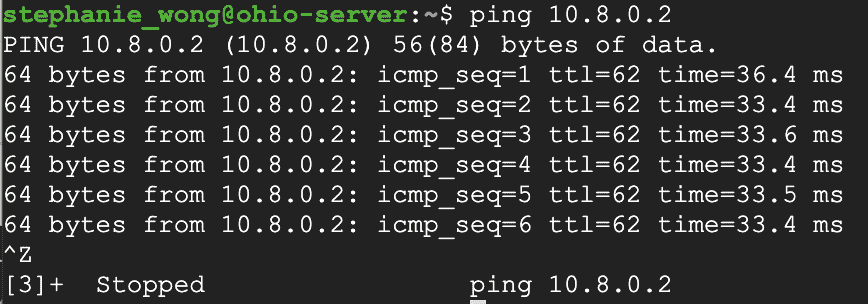 stephanie_wong@ohio-server:~$ ping 10.8.0.2
PING 10.8.0.2 (10.8.0.2) 56(84) bytes of data.
64 bytes from 10.8.0.2: icmp_seq=1 ttl=62 time=36.4 ms
64 bytes from 10.8.0.2: icmp_seq=2 ttl=62 time=33.4 ms
64 bytes from 10.8.0.2: icmp_seq=3 ttl=62 time=33.6 ms
64 bytes from 10.8.0.2: icmp_seq=4 ttl=62 time=33.4 ms
64 bytes from 10.8.0.2: icmp_seq=5 ttl=62 time=33.5 ms
64 bytes from 10.8.0.2: icmp_seq=6 ttl=62 time=33.4 ms
^Z
[3]+  Stopped                 ping 10.8.0.2